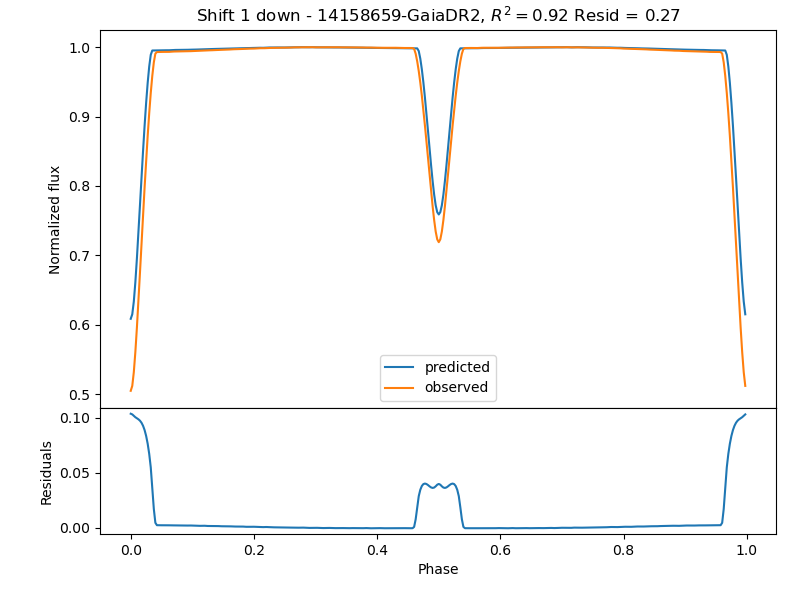 Shift 1 down - 14158659-GaiaDR2, R² = 0.92 Resid = 0.27
1.0
0.9
0.8
0.7
0.6
0.5
Normalized flux
predicted
observed
0.10
0.05
0.00
Residuals
0.0 0.2 0.4 0.6 0.8 1.0
Phase